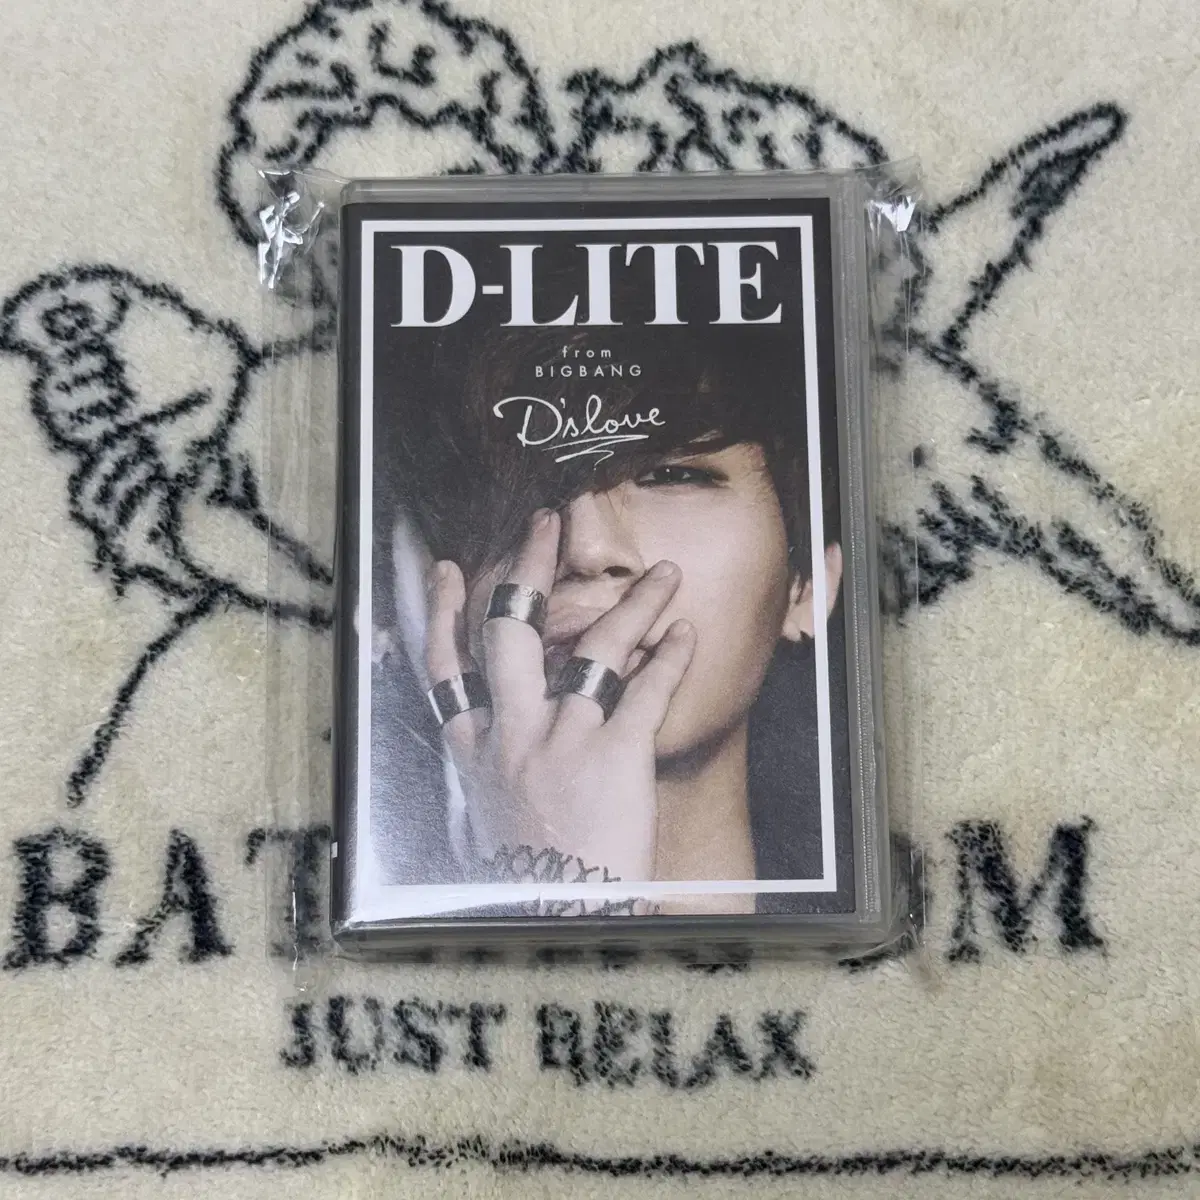 D-LITE
from
BIGBANG
D'slove
JUST RELAX